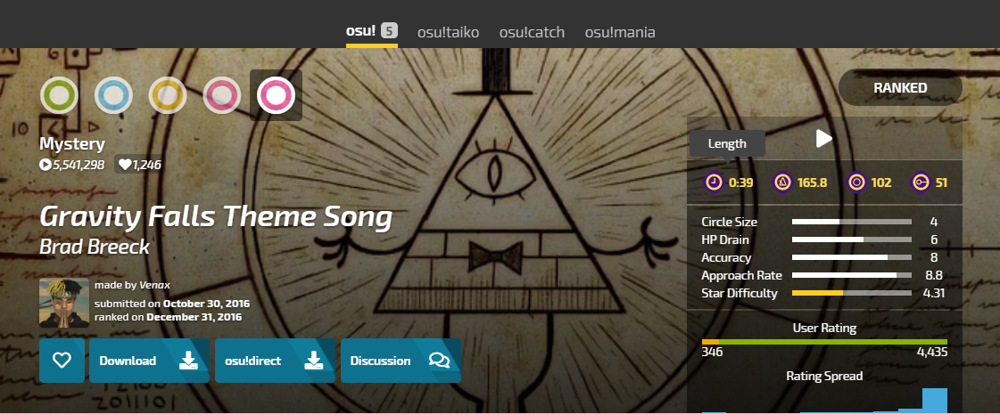 osu! 5 osu!taiko osu!catch osu!mania
RANKED
Mystery
5,541,298 1,246
Length
0:39 165.8 102 51
Gravity Falls Theme Song
Brad Breeck
Circle Size 4
HP Drain 6
Accuracy 8
Approach Rate 8.8
Star Difficulty 4.31
made by Venax
submitted on October 30, 2016
ranked on December 31, 2016
User Rating
346 4,435
Download osu!direct Discussion
Rating Spread